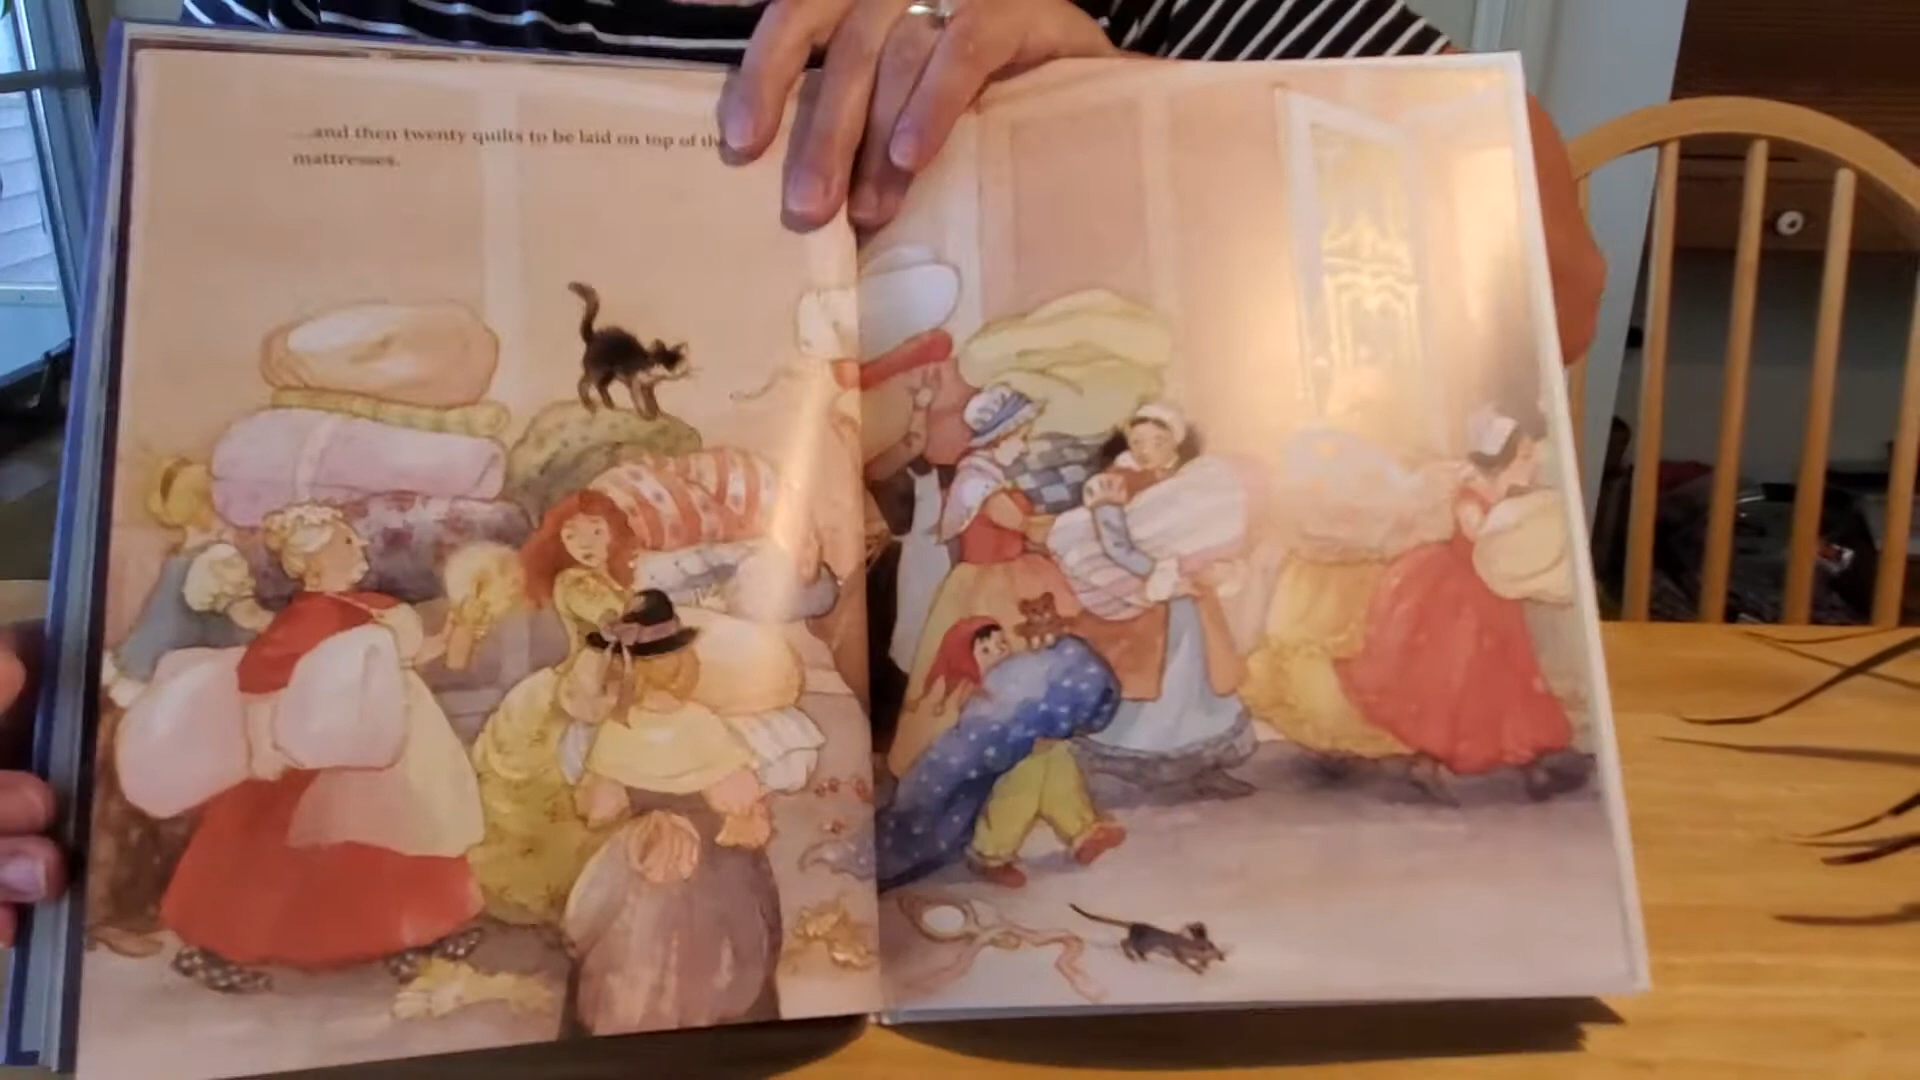 ...and then twenty quilts to be laid on top of the
mattresses.